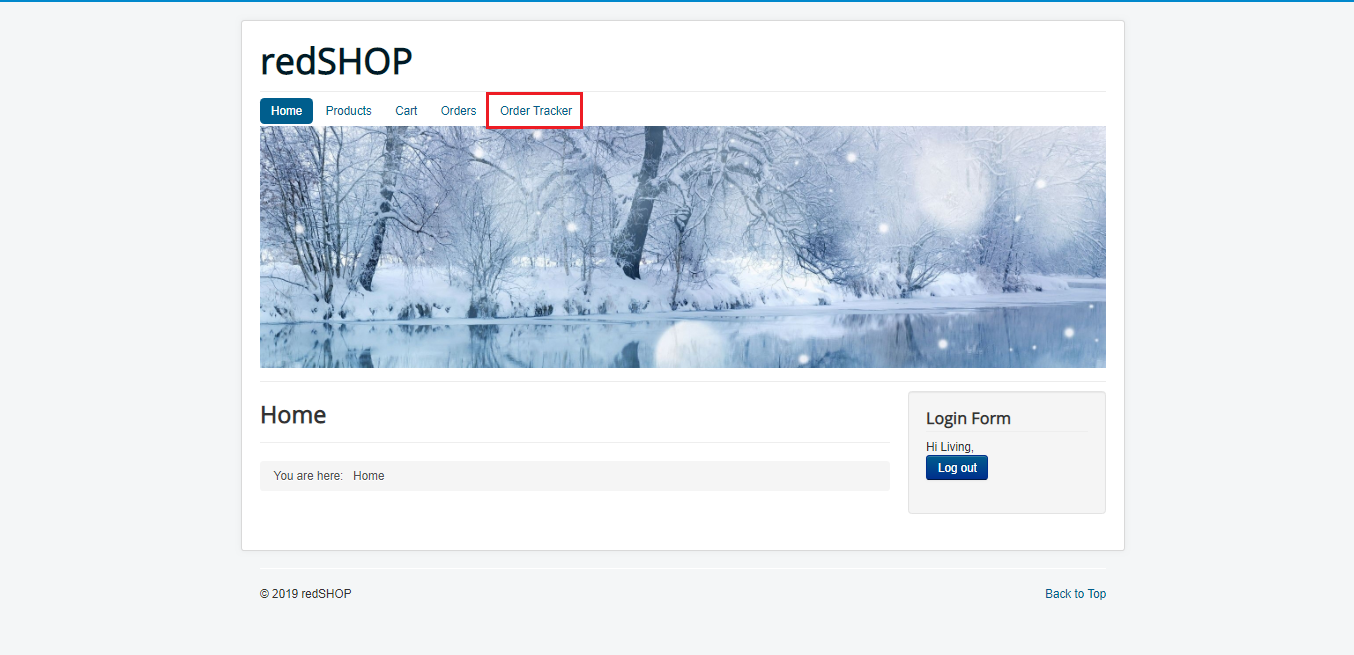 redSHOP
Home Products Cart Orders Order Tracker
Home
Login Form
Hi Living,
Log out
You are here: Home
© 2019 redSHOP Back to Top